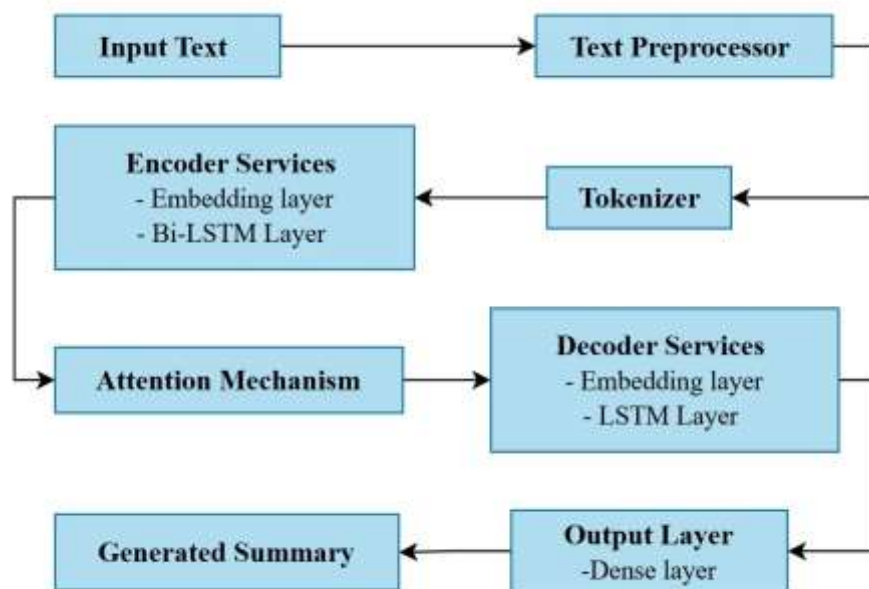 Input Text
Text Preprocessor
Encoder Services
- Embedding layer
- Bi-LSTM Layer
Tokenizer
Attention Mechanism
Decoder Services
- Embedding layer
- LSTM Layer
Generated Summary
Output Layer
-Dense layer